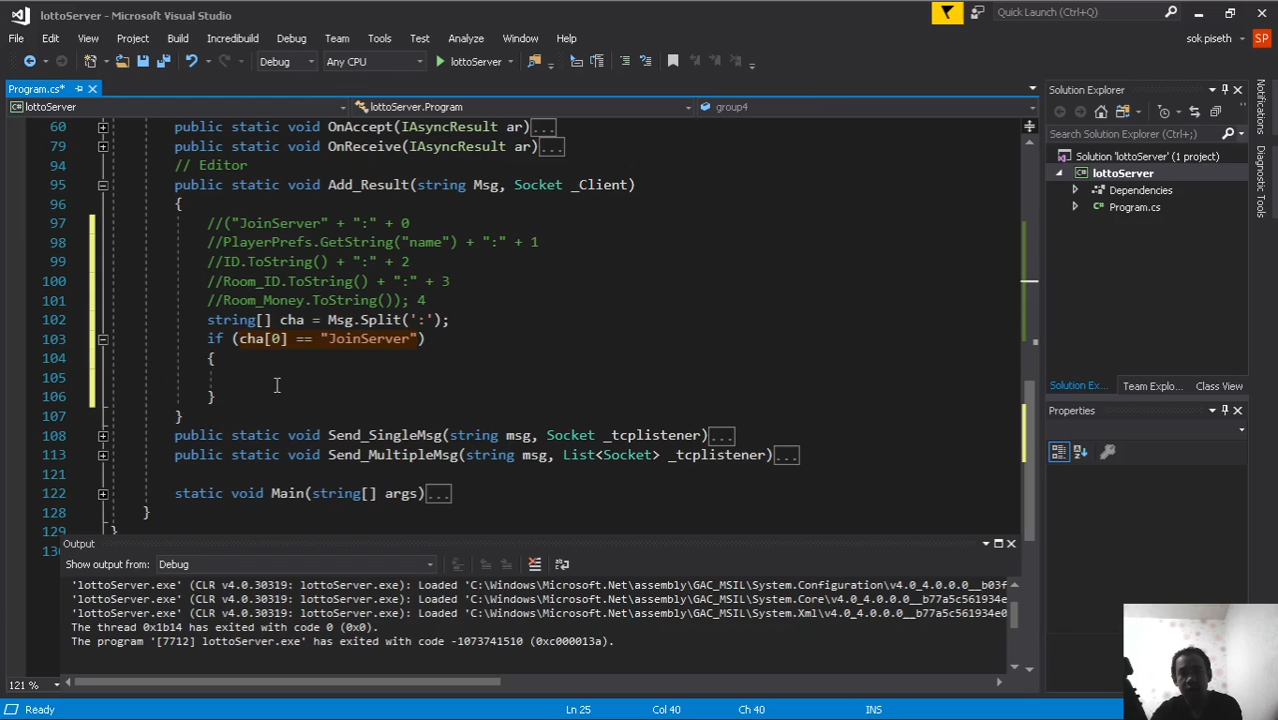 lottoServer - Microsoft Visual Studio
Quick Launch (Ctrl+Q)
File Edit View Project Build Incredibuild Debug Team Tools Test Analyze Window Help
sok piseth SP
Debug Any CPU lottoServer
Program.cs*
lottoServer lottoServer.Program group4
60 public static void OnAccept(IAsyncResult ar)...
79 public static void OnReceive(IAsyncResult ar)...
94 // Editor
95 public static void Add_Result(string Msg, Socket _Client)
96 {
97 //("JoinServer" + ":" + 0
98 //PlayerPrefs.GetString("name") + ":" + 1
99 //ID.ToString() + ":" + 2
100 //Room_ID.ToString() + ":" + 3
101 //Room_Money.ToString()); 4
102 string[] cha = Msg.Split(':');
103 if (cha[0] == "JoinServer")
104 {
105
106 }
107 }
108 public static void Send_SingleMsg(string msg, Socket _tcplistener)...
113 public static void Send_MultipleMsg(string msg, List<Socket> _tcplistener)...
121
122 static void Main(string[] args)...
128 }
129 }
Output
Show output from: Debug
'lottoServer.exe' (CLR v4.0.30319: lottoServer.exe): Loaded 'C:\Windows\Microsoft.Net\assembly\GAC_MSIL\System.Configuration\v4.0_4.0.0.0__b03f
'lottoServer.exe' (CLR v4.0.30319: lottoServer.exe): Loaded 'C:\Windows\Microsoft.Net\assembly\GAC_MSIL\System.Core\v4.0_4.0.0.0__b77a5c561934e
'lottoServer.exe' (CLR v4.0.30319: lottoServer.exe): Loaded 'C:\Windows\Microsoft.Net\assembly\GAC_MSIL\System.Xml\v4.0_4.0.0.0__b77a5c561934e0
The thread 0x1b14 has exited with code 0 (0x0).
The program '[7712] lottoServer.exe' has exited with code -1073741510 (0xc000013a).
121 %
Solution Explorer
Search Solution Explorer (Ctrl+;)
Solution 'lottoServer' (1 project)
lottoServer
Dependencies
Program.cs
Solution Ex... Team Explo... Class View
Properties
Notifications
Diagnostic Tools
Ready Ln 25 Col 40 Ch 40 INS